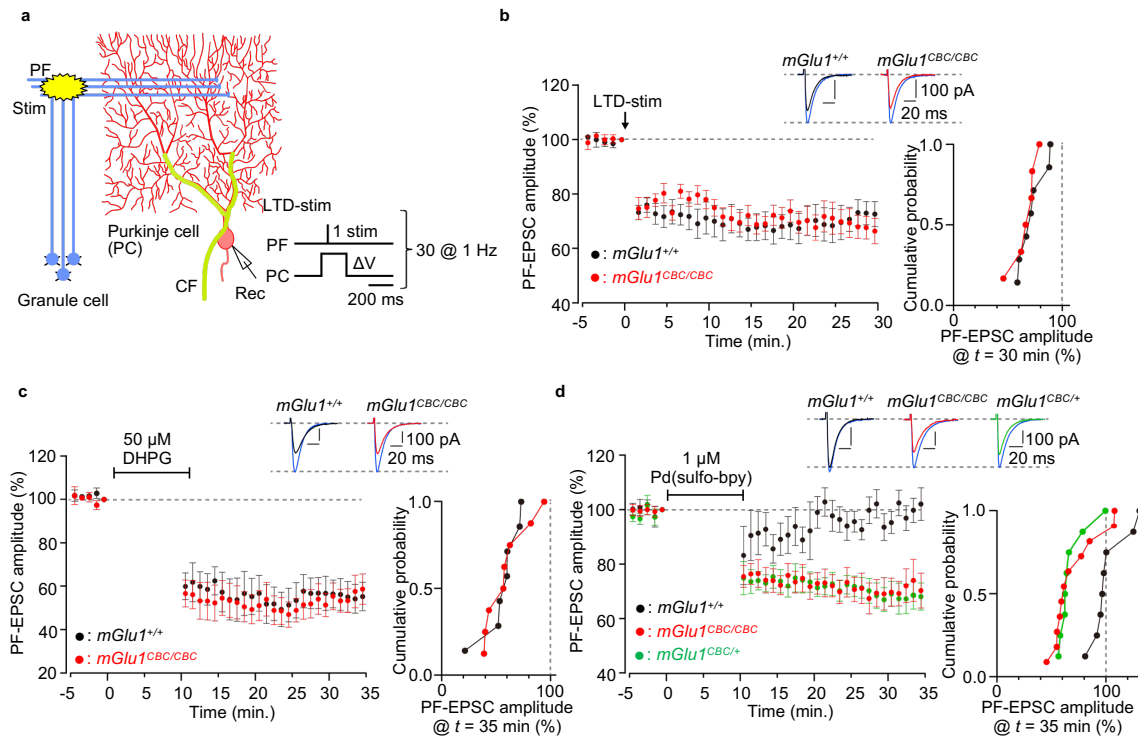 a
PF
Stim
Purkinje cell
(PC)
Granule cell
CF
Rec
LTD-stim
PF
1 stim
PC
ΔV
200 ms
30 @ 1 Hz
b
mGlu1+/+
mGlu1CBC/CBC
100 pA
20 ms
LTD-stim
PF-EPSC amplitude (%)
120
100
80
60
40
-5
0
5
10
15
20
25
30
Time (min.)
: mGlu1+/+
: mGlu1CBC/CBC
Cumulative probability
1.0
0.5
0.0
0
100
PF-EPSC amplitude
@ t = 30 min (%)
c
mGlu1+/+
mGlu1CBC/CBC
100 pA
20 ms
50 μM
DHPG
PF-EPSC amplitude (%)
120
100
80
60
40
20
-5
0
5
10
15
20
25
30
35
Time (min.)
: mGlu1+/+
: mGlu1CBC/CBC
Cumulative probability
1.0
0.5
0.0
0
100
PF-EPSC amplitude
@ t = 35 min (%)
d
mGlu1+/+
mGlu1CBC/CBC
mGlu1CBC/+
100 pA
20 ms
1 μM
Pd(sulfo-bpy)
PF-EPSC amplitude (%)
120
100
80
60
40
-5
0
5
10
15
20
25
30
35
Time (min.)
: mGlu1+/+
: mGlu1CBC/CBC
: mGlu1CBC/+
Cumulative probability
1.0
0.5
0.0
0
100
PF-EPSC amplitude
@ t = 35 min (%)